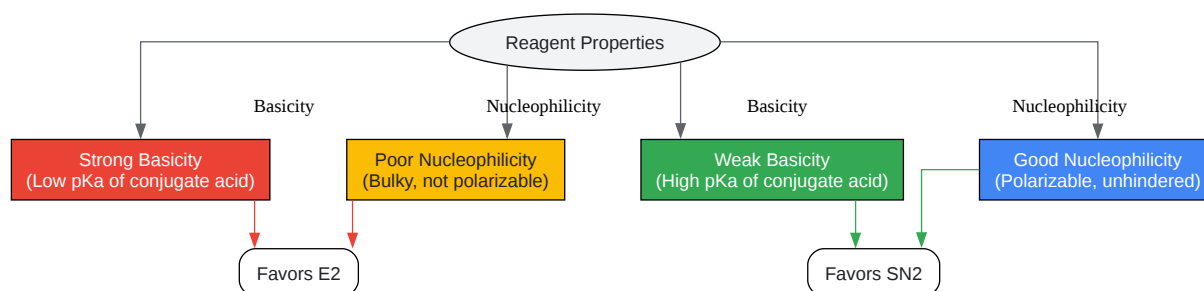 Reagent Properties
Basicity
Nucleophilicity
Basicity
Nucleophilicity
Strong Basicity
(Low pKa of conjugate acid)
Poor Nucleophilicity
(Bulky, not polarizable)
Weak Basicity
(High pKa of conjugate acid)
Good Nucleophilicity
(Polarizable, unhindered)
Favors E2
Favors SN2